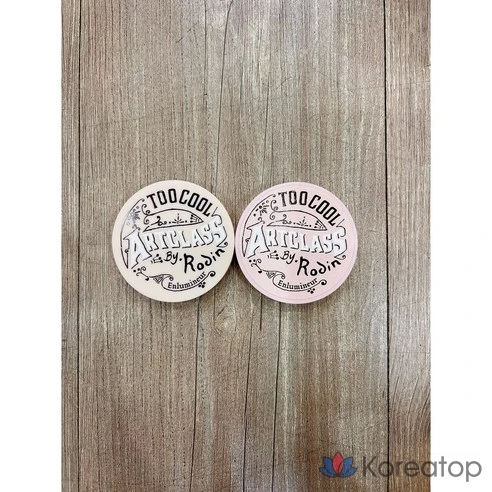 TOO COOL
ARTCLASS
By. Rodin
Enlumineur
TOO COOL
ARTCLASS
By. Rodin
Enlumineur
Koreatop